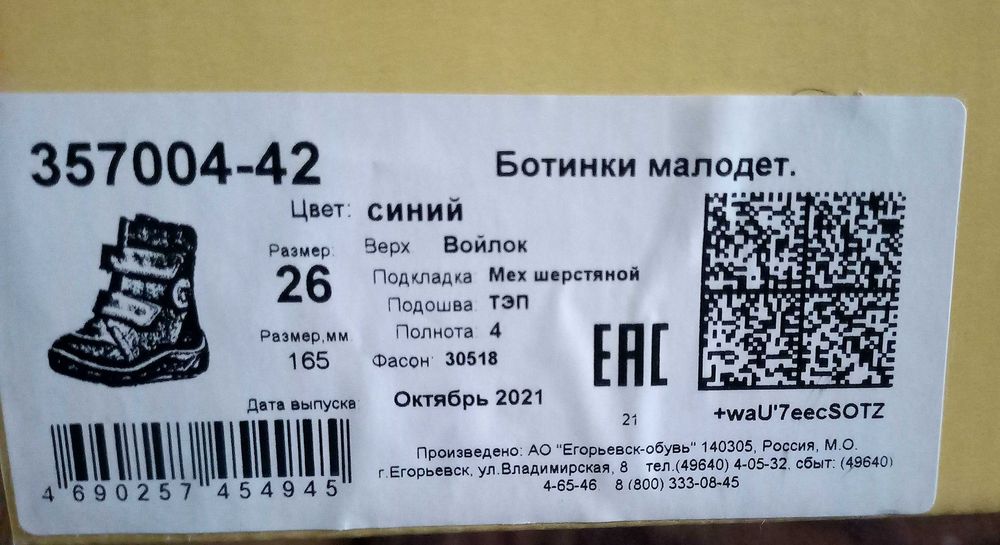 357004-42
Ботинки малодет.
Цвет: синий
Размер: 26
Верх Войлок
Подкладка Мех шерстяной
Подошва: ТЭП
Полнота: 4
Размер,мм 165
Фасон: 30518
Дата выпуска Октябрь 2021
EAC
21
+waU'7eecSOTZ
4 690257 454945
Произведено: АО "Егорьевск-обувь" 140305, Россия, М.О.
г.Егорьевск, ул.Владимирская, 8 тел.(49640) 4-05-32, сбыт: (49640)
4-65-46 8 (800) 333-08-45